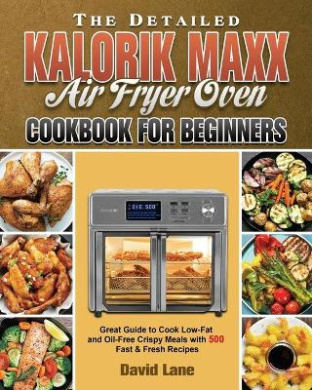 The Detailed
KALORIK MAXX
Air Fryer Oven
COOKBOOK FOR BEGINNERS
Great Guide to Cook Low-Fat
and Oil-Free Crispy Meals with 500
Fast & Fresh Recipes
David Lane